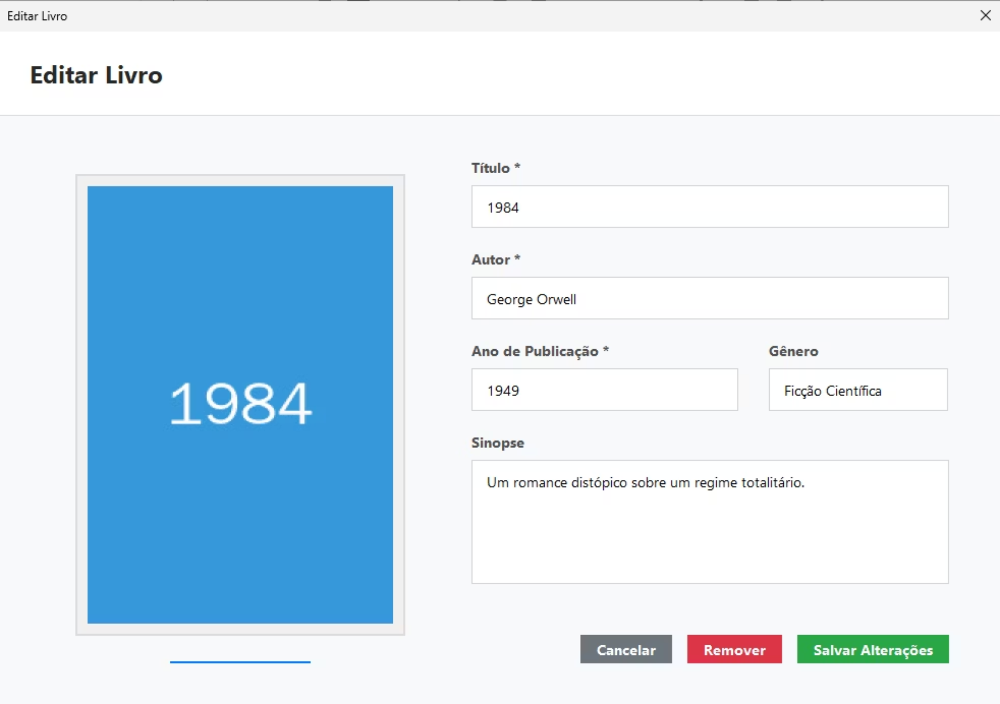 Editar Livro
Editar Livro
1984
Título *
1984
Autor *
George Orwell
Ano de Publicação *
Gênero
1949
Ficção Científica
Sinopse
Um romance distópico sobre um regime totalitário.
Cancelar
Remover
Salvar Alterações